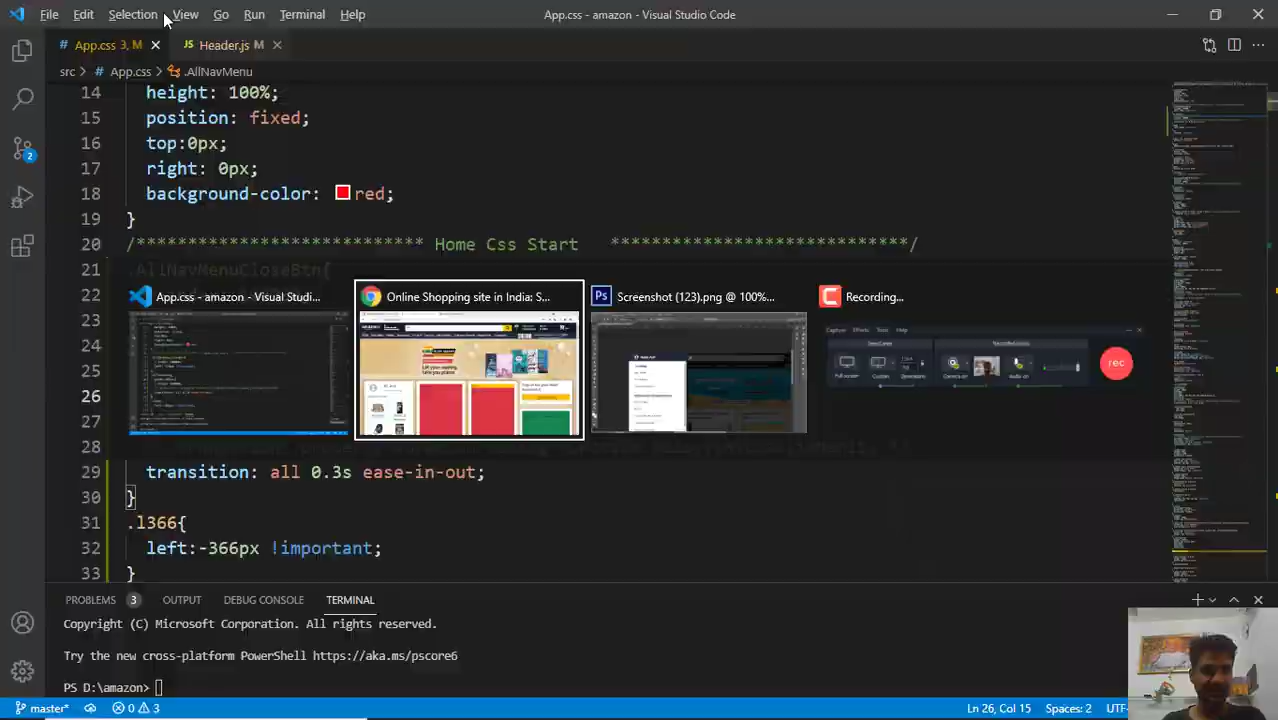 File Edit Selection View Go Run Terminal Help App.css - amazon - Visual Studio Code
# App.css 3, M JS Header.js M
src > # App.css > .AllNavMenu
14 height: 100%;
15 position: fixed;
16 top:0px;
17 right: 0px;
18 background-color: red;
19 }
20 /**************************** Home Css Start *****************************/
21 .AllNavMenuCloseBtn{
22
App.css - amazon - Visual Studi... Online Shopping site in India: S... Ps Screenshot (123).png @ 100% ... Recording...
23
24
25
26
27
28
rec
29 transition: all 0.3s ease-in-out;
30 }
31 .l366{
32 left:-366px !important;
33 }
PROBLEMS 3 OUTPUT DEBUG CONSOLE TERMINAL
Copyright (C) Microsoft Corporation. All rights reserved.
Try the new cross-platform PowerShell https://aka.ms/pscore6
PS D:\amazon>
master* 0 3 Ln 26, Col 15 Spaces: 2 UTF-
2